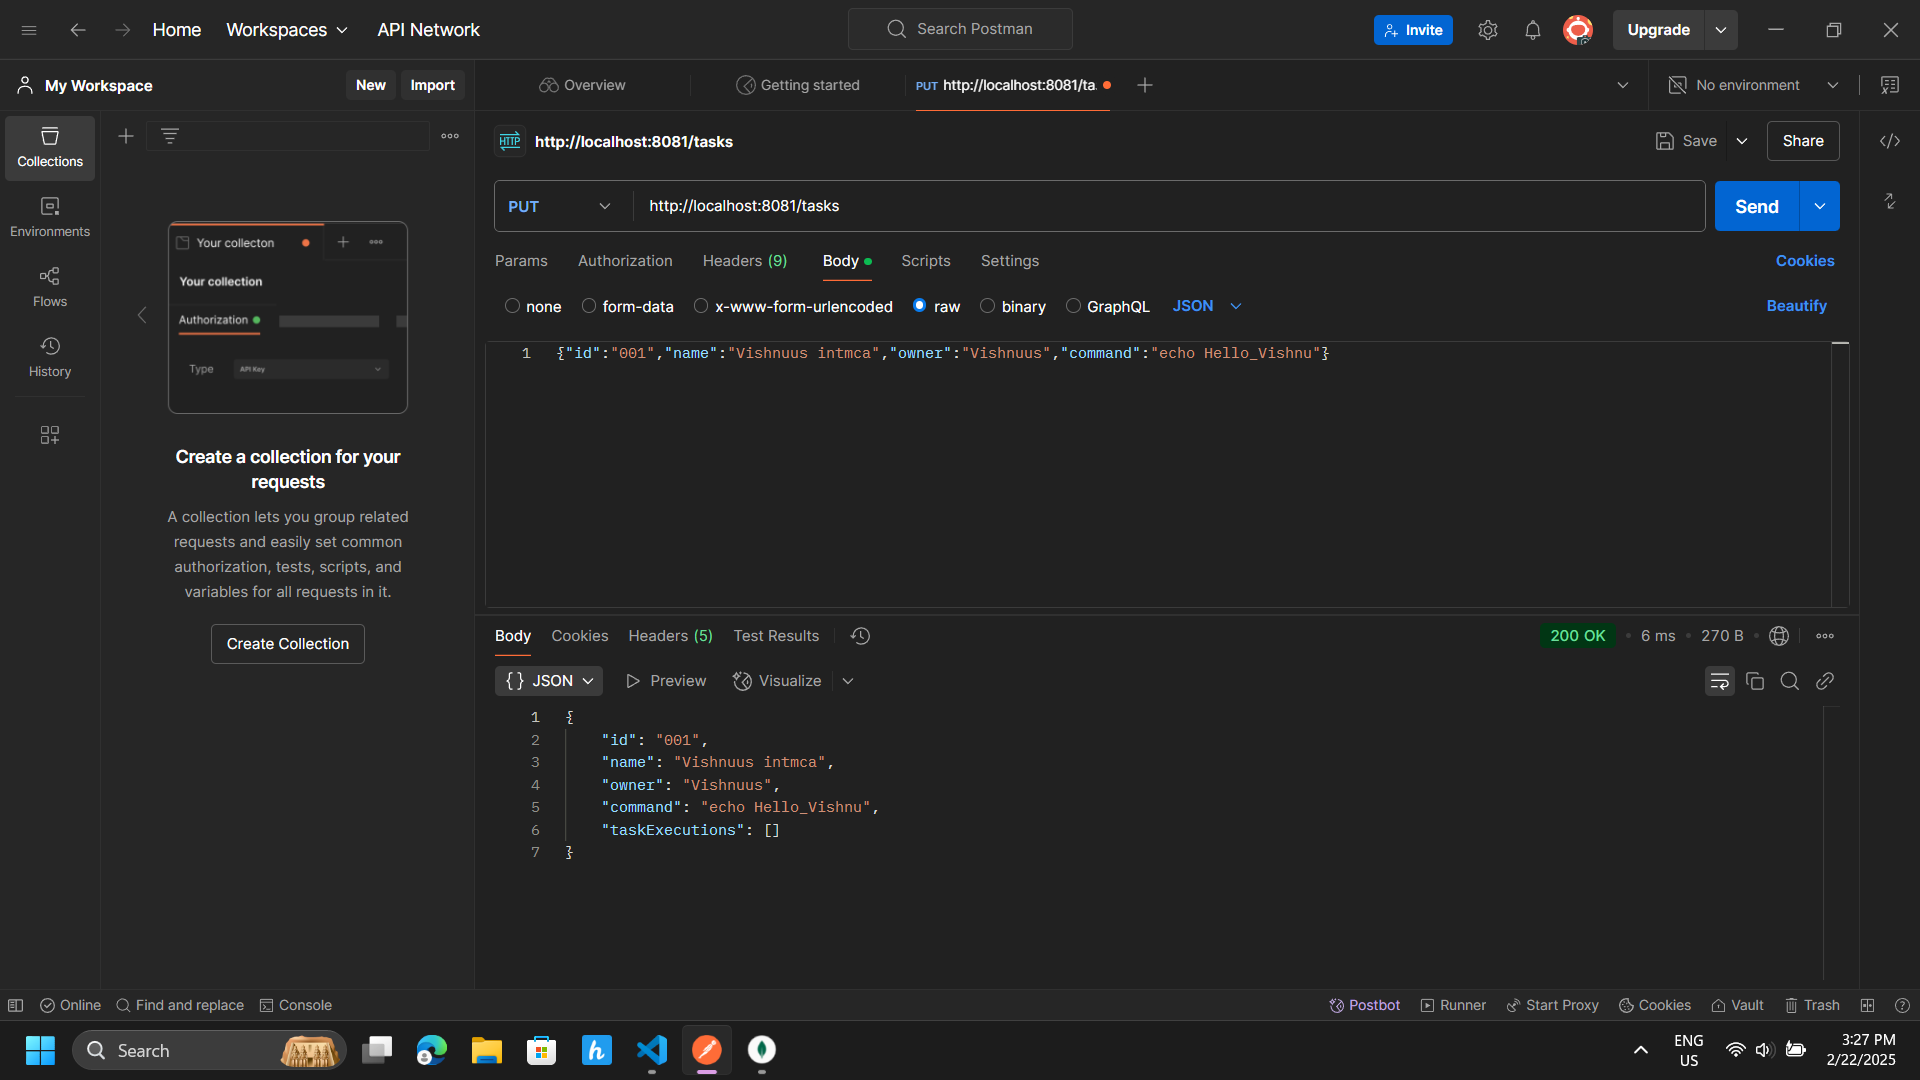 Home Workspaces API Network
Search Postman
Invite
Upgrade
My Workspace New Import
Overview
Getting started
PUT http://localhost:8081/ta
No environment
Collections
Environments
Flows
History
Your collecton
Your collection
Authorization
Type API Key
Create a collection for your
requests
A collection lets you group related
requests and easily set common
authorization, tests, scripts, and
variables for all requests in it.
Create Collection
HTTP http://localhost:8081/tasks
Save Share
PUT http://localhost:8081/tasks
Send
Params Authorization Headers (9) Body Scripts Settings Cookies
none form-data x-www-form-urlencoded raw binary GraphQL JSON Beautify
1 {"id":"001","name":"Vishnuus intmca","owner":"Vishnuus","command":"echo Hello_Vishnu"}
Body Cookies Headers (5) Test Results 200 OK • 6 ms • 270 B •
{} JSON Preview Visualize
1 {
2 "id": "001",
3 "name": "Vishnuus intmca",
4 "owner": "Vishnuus",
5 "command": "echo Hello_Vishnu",
6 "taskExecutions": []
7 }
Online Find and replace Console
Postbot Runner Start Proxy Cookies Vault Trash
Search
h
ENG
US
3:27 PM
2/22/2025